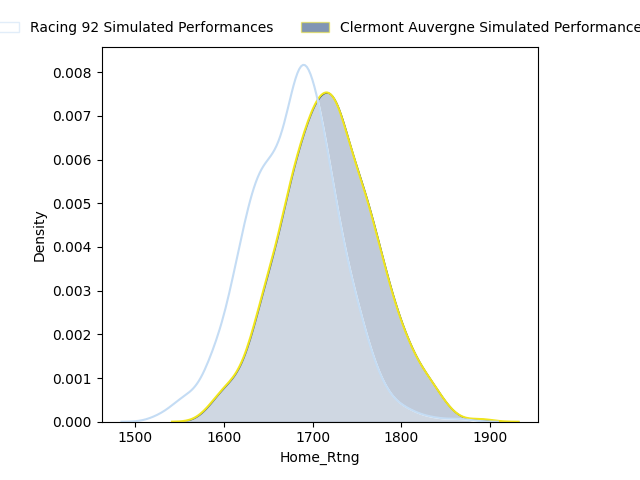 Racing 92 Simulated Performances Clermont Auvergne Simulated Performance
0.008
0.007
0.006
0.005
0.004
0.003
0.002
0.001
0.000
Density
1500 1600 1700 1800 1900
Home_Rtng